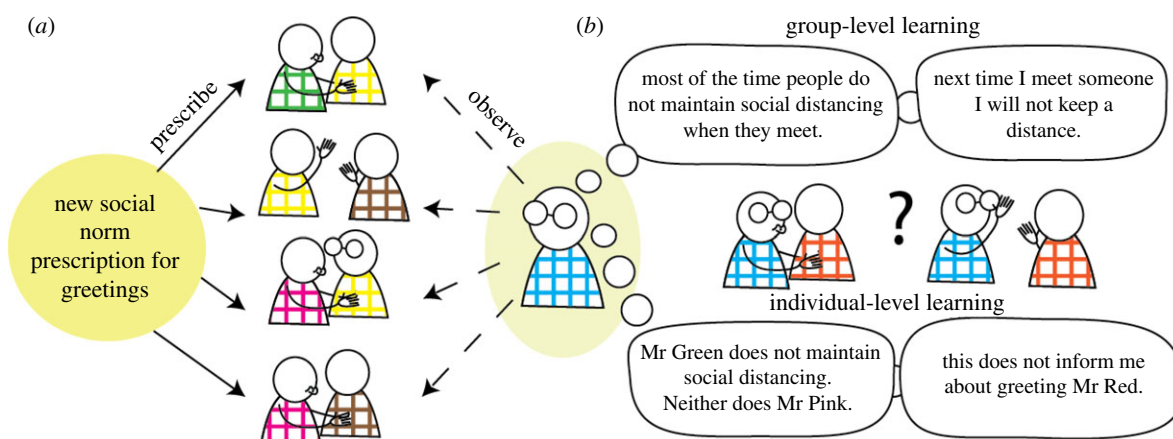 (a)
prescribe
observe
new social
norm
prescription for
greetings
(b)
group-level learning
most of the time people do
not maintain social distancing
when they meet.
next time I meet someone
I will not keep a
distance.
?
individual-level learning
Mr Green does not maintain
social distancing.
Neither does Mr Pink.
this does not inform me
about greeting Mr Red.